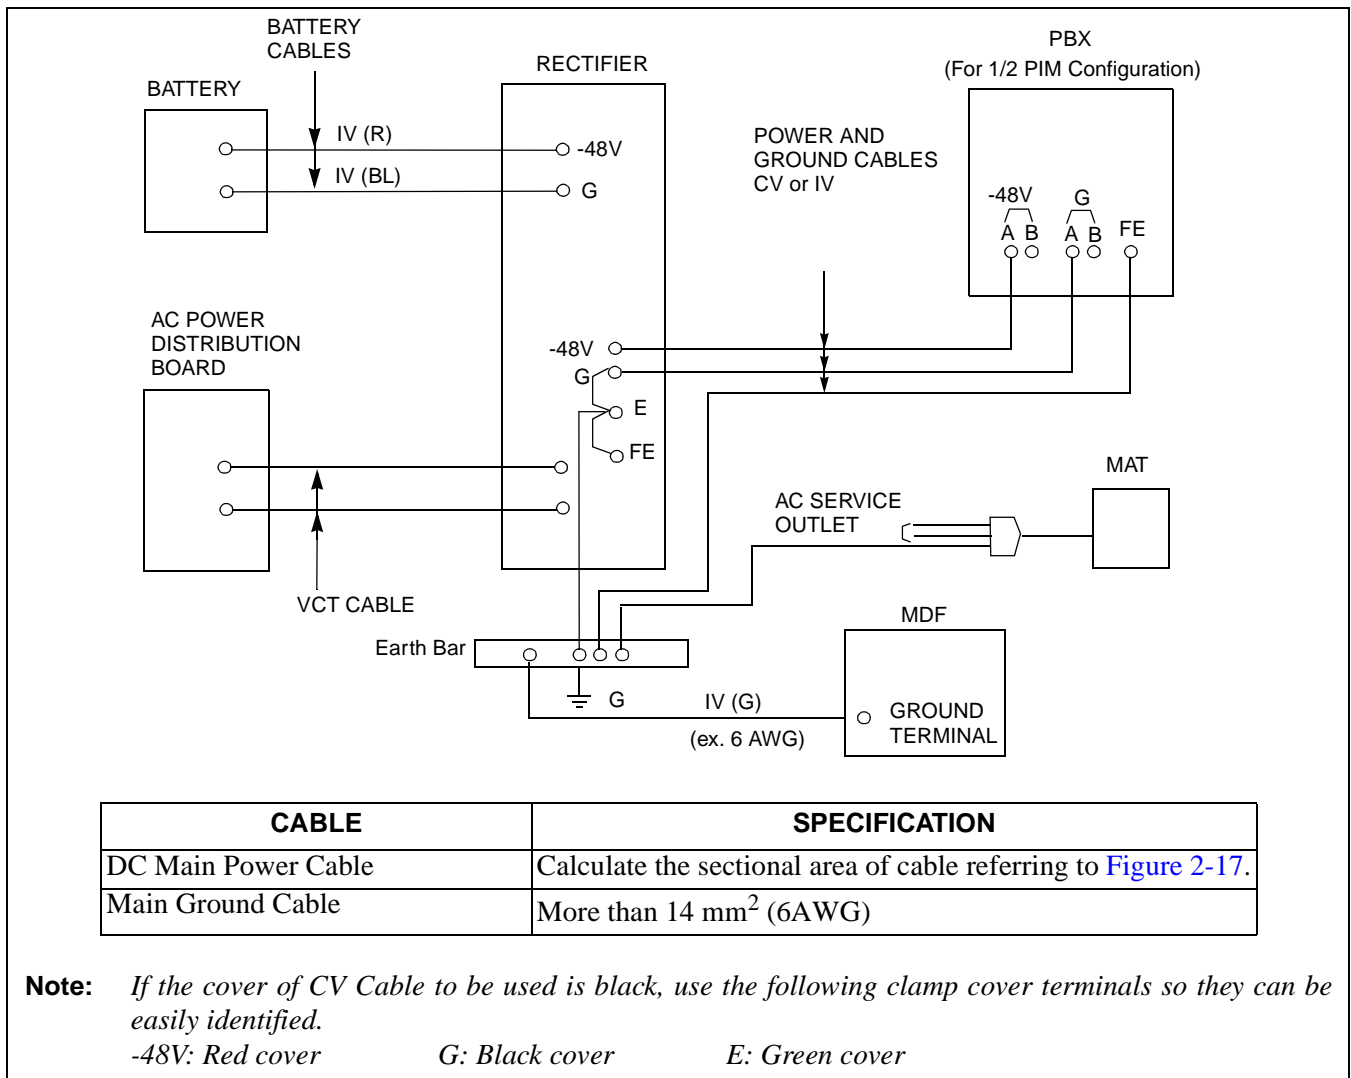 BATTERY
CABLES
BATTERY
RECTIFIER
PBX
(For 1/2 PIM Configuration)
IV (R)
IV (BL)
-48V
G
POWER AND
GROUND CABLES
CV or IV
-48V
G
A B
A B
FE
AC POWER
DISTRIBUTION
BOARD
-48V
G
E
FE
VCT CABLE
AC SERVICE
OUTLET
MAT
Earth Bar
G
IV (G)
(ex. 6 AWG)
MDF
GROUND
TERMINAL
CABLE SPECIFICATION
DC Main Power Cable Calculate the sectional area of cable referring to Figure 2-17.
Main Ground Cable More than 14 mm² (6AWG)
Note: If the cover of CV Cable to be used is black, use the following clamp cover terminals so they can be
easily identified.
-48V: Red cover G: Black cover E: Green cover